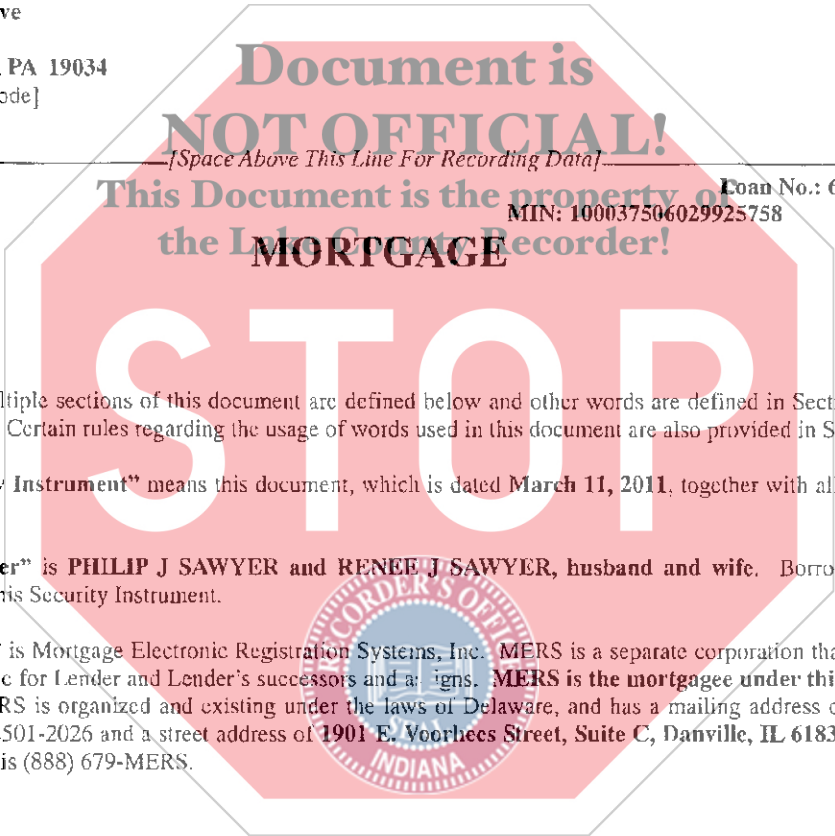 ve
Document is
PA 19034
ode]
NOT OFFICIAL!
[Space Above This Line For Recording Data]
This Document is the property of
Loan No.: 6
MIN: 100037506029925758
the Lake County Recorder!
MORTGAGE
STOP
ltiple sections of this document are defined below and other words are defined in Secti
Certain rules regarding the usage of words used in this document are also provided in S
Instrument” means this document, which is dated March 11, 2011, together with all
er” is PHILIP J SAWYER and RENEE J SAWYER, husband and wife. Borro
his Security Instrument.
is Mortgage Electronic Registration Systems, Inc. MERS is a separate corporation tha
for Lender and Lender’s successors and assigns. MERS is the mortgagee under thi
RS is organized and existing under the laws of Delaware, and has a mailing address o
501-2026 and a street address of 1901 E. Voorhees Street, Suite C, Danville, IL 6183
is (888) 679-MERS.
RECORDER'S OFFICE
SEAL
INDIANA